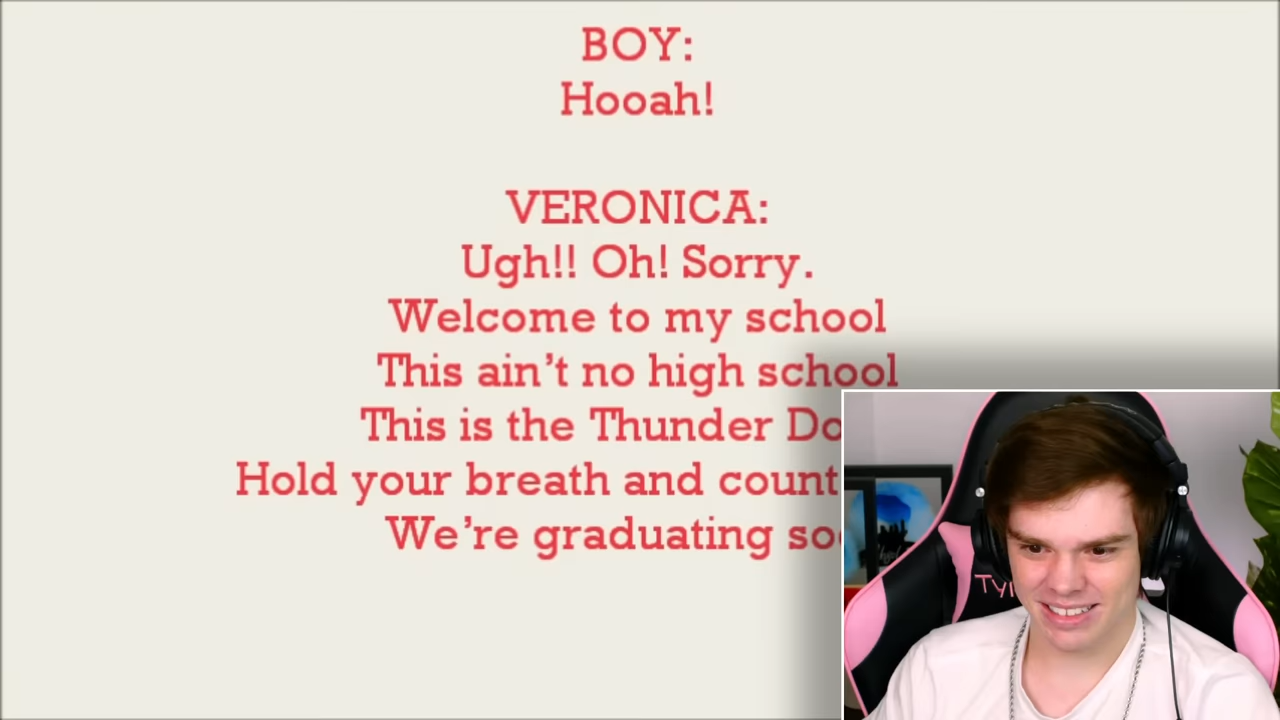 BOY:
Hooah!
VERONICA:
Ugh!! Oh! Sorry.
Welcome to my school
This ain’t no high school
This is the Thunder
Hold your breath and count
We’re graduating